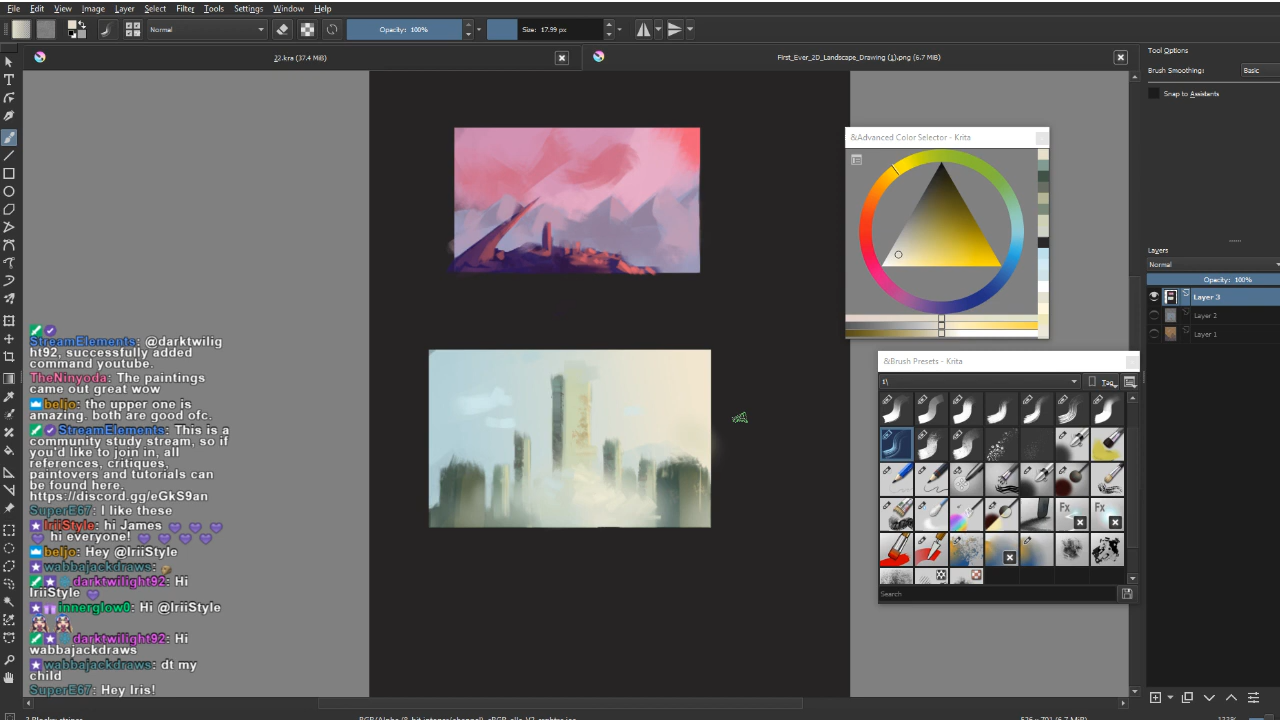 File Edit View Image Layer Select Filter Tools Settings Window Help
Normal Opacity: 100% Size: 17.99 px
22.kra (37.4 MiB)
First_Ever_2D_Landscape_Drawing (1).png (6.7 MiB)
Tool Options
Brush Smoothing: Basic
Snap to Assistants
&Advanced Color Selector - Krita
Layers
Normal
Opacity: 100%
Layer 3
Layer 2
Layer 1
&Brush Presets - Krita
Tag
Fx Fx
Search
StreamElements: @darktwilig
ht92, successfully added
command youtube.
TheNinyoda: The paintings
came out great wow
beljo: the upper one is
amazing. both are good ofc.
StreamElements: This is a
community study stream, so if
you'd like to join in, all
references, critiques,
paintovers and tutorials can
be found here.
https://discord.gg/eGkS9an
SuperE67: I like these
IriiStyle: hi James
hi everyone!
beljo: Hey @IriiStyle
wabbajackdraws:
darktwilight92: Hi
IriiStyle
innerglow0: Hi @IriiStyle
darktwilight92: Hi
wabbajackdraws
wabbajackdraws: dt my
child
SuperE67: Hey Iris!